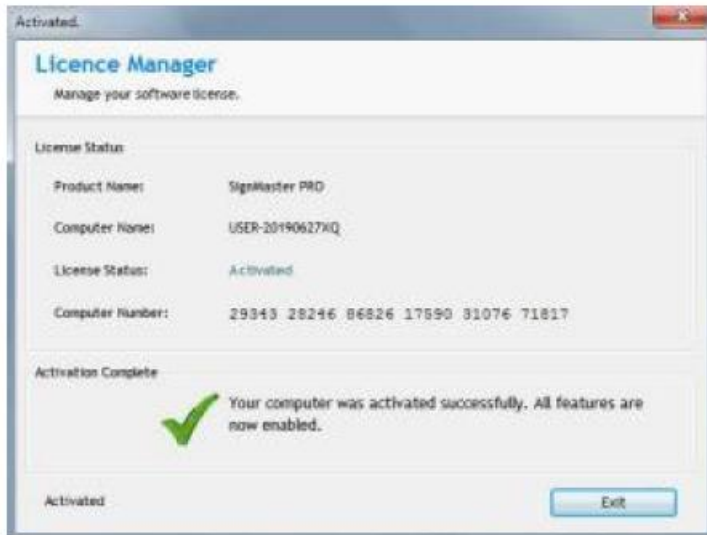 Activated.
Licence Manager
Manage your software license.
License Status
Product Name: SignMaster PRO
Computer Name: USER-20190627XQ
License Status: Activated
Computer Number: 29343 28246 86826 17590 31076 71817
Activation Complete
Your computer was activated successfully. All features are
now enabled.
Activated
Exit